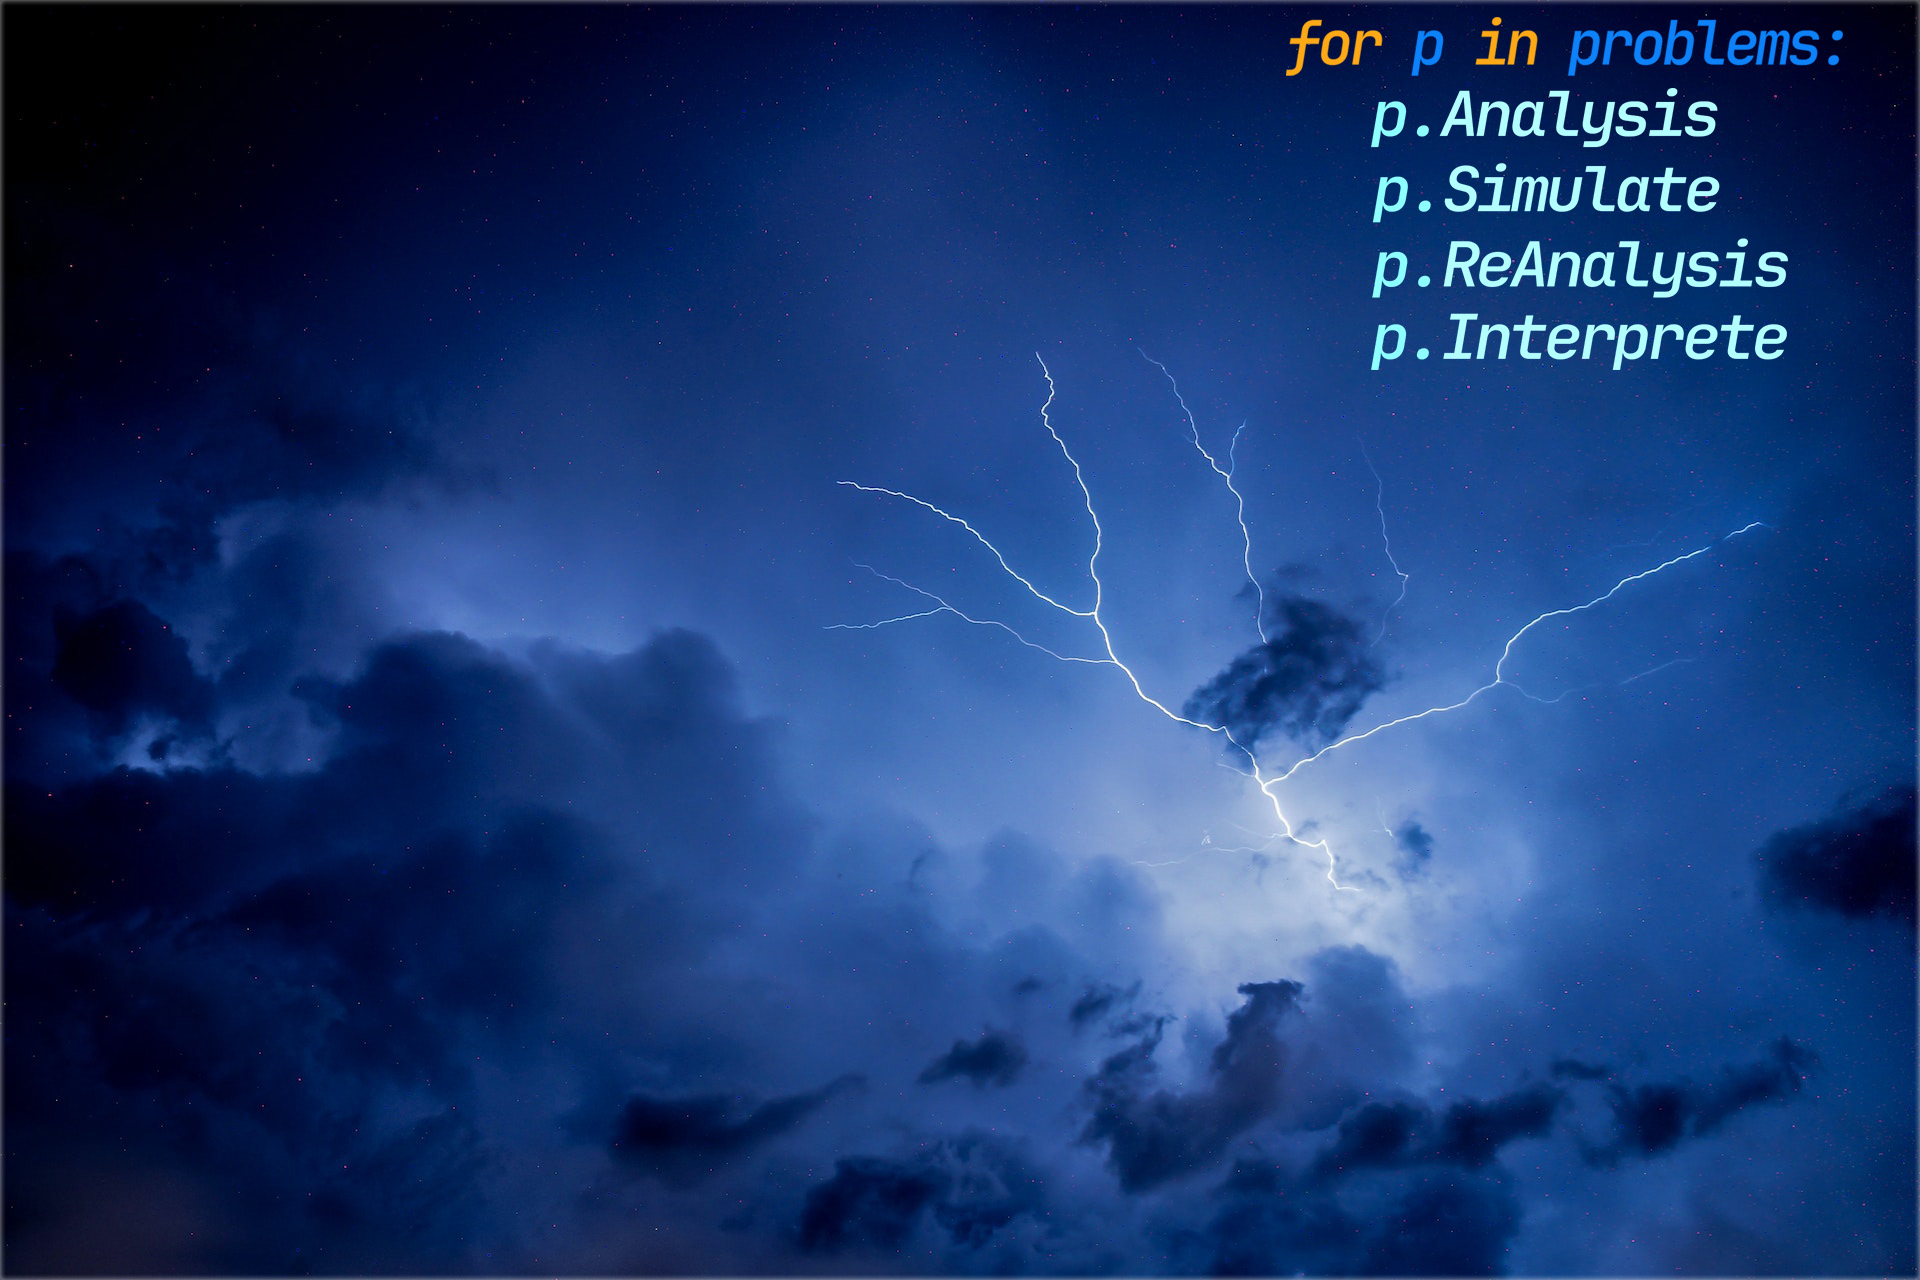 for p in problems:
p.Analysis
p.Simulate
p.ReAnalysis
p.Interprete